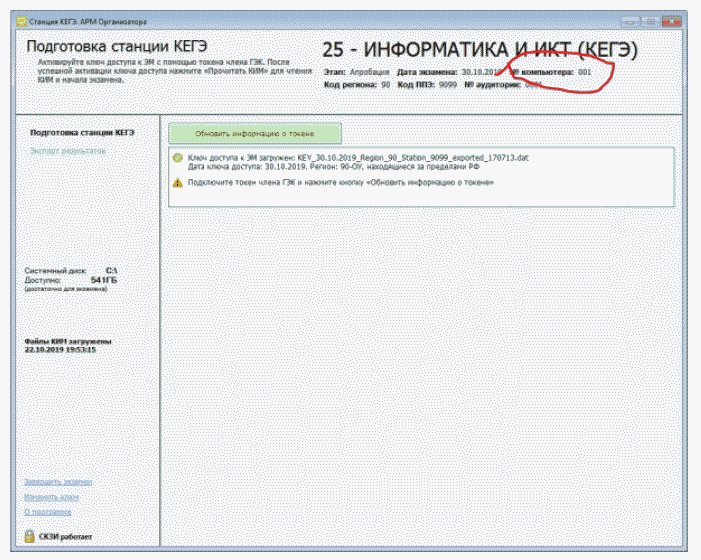 Станция КЕГЭ. АРМ Организатора
Подготовка станции КЕГЭ
Активируйте ключ доступа к ЭМ с помощью токена члена ГЭК. После
успешной активации ключа доступа нажмите «Прочитать КИМ» для чтения
КИМ и начала экзамена.
25 - ИНФОРМАТИКА И ИКТ (КЕГЭ)
Этап: Апробация Дата экзамена: 30.10.2019 № компьютера: 001
Код региона: 90 Код ППЭ: 9099 №№ аудитории: 0001
Подготовка станции КЕГЭ
Экспорт результатов
Обновить информацию о токене
Ключ доступа к ЭМ загружен: KEY_30.10.2019_Region_90_Station_9099_exported_170713.dat
Дата ключа доступа: 30.10.2019. Регион: 90-ОУ, находящиеся за пределами РФ
Подключите токен члена ГЭК и нажмите кнопку «Обновить информацию о токене»
Системный диск: C:\
Доступно: 541ГБ
(достаточно для экзамена)
Файлы КИМ загружены
22.10.2019 19:53:15
Завершить экзамен
Изменить ключ
О программе
СКЗИ работает